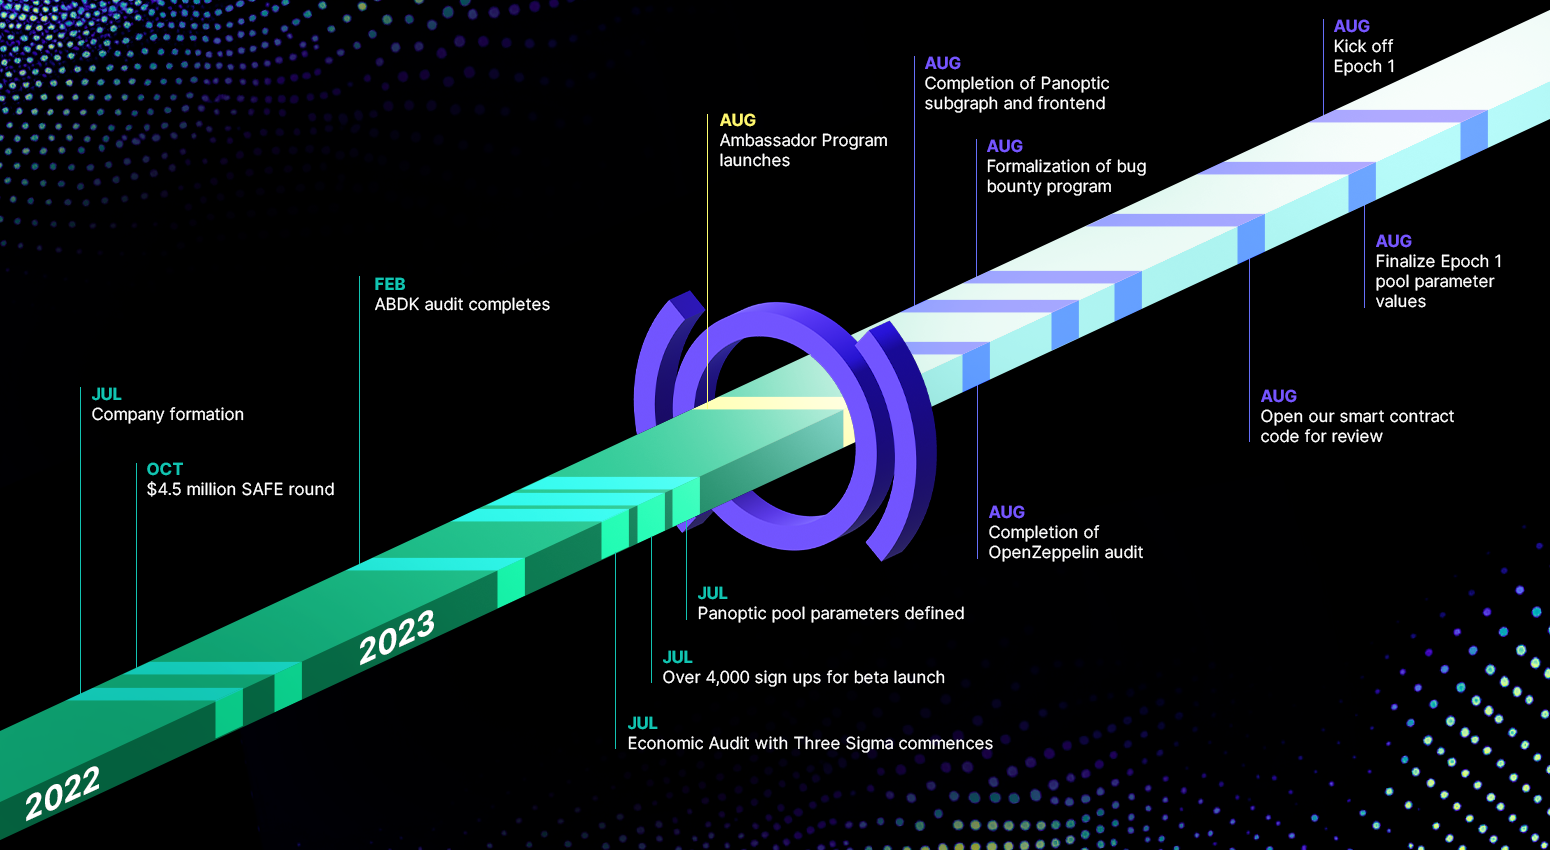 AUG
Kick off
Epoch 1
AUG
Completion of Panoptic
subgraph and frontend
AUG
Ambassador Program
launches
AUG
Formalization of bug
bounty program
AUG
Finalize Epoch 1
pool parameter
values
FEB
ABDK audit completes
JUL
Company formation
AUG
Open our smart contract
code for review
OCT
$4.5 million SAFE round
AUG
Completion of
OpenZeppelin audit
JUL
Panoptic pool parameters defined
2023
JUL
Over 4,000 sign ups for beta launch
JUL
Economic Audit with Three Sigma commences
2022